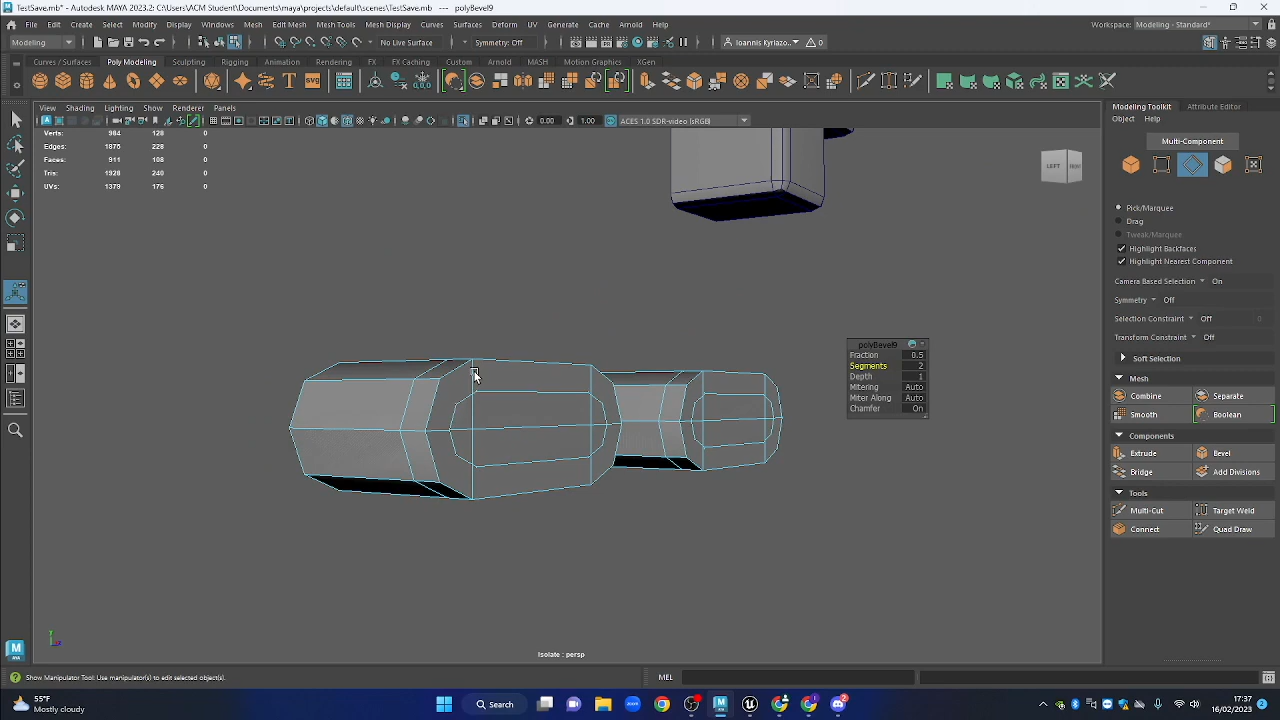 TestSave.mb* - Autodesk MAYA 2023.2: C:\Users\ACM Student\Documents\maya\projects\default\scenes\TestSave.mb --- polyBevel9
File Edit Create Select Modify Display Windows Mesh Edit Mesh Mesh Tools Mesh Display Curves Surfaces Deform UV Generate Cache Arnold Help
Workspace: Modeling - Standard*
Modeling No Live Surface Symmetry: Off Ioannis Kyriazo... 0
Curves / Surfaces Poly Modeling Sculpting Rigging Animation Rendering FX FX Caching Custom Arnold MASH Motion Graphics XGen
SVG
View Shading Lighting Show Renderer Panels
0.00 1.00 ACES 1.0 SDR-video (sRGB)
Verts: 984 128 0
Edges: 1875 228 0
Faces: 911 108 0
Tris: 1928 240 0
UVs: 1379 176 0
LEFT
polyBevel9
Fraction 0.5
Segments 2
Depth 1
Mitering Auto
Miter Along Auto
Chamfer On
Isolate : persp
Modeling Toolkit Attribute Editor
Object Help
Multi-Component
Pick/Marquee
Drag
Tweak/Marquee
Highlight Backfaces
Highlight Nearest Component
Camera Based Selection On
Symmetry Off
Selection Constraint Off 0
Transform Constraint Off
Soft Selection
Mesh
Combine Separate
Smooth Boolean
Components
Extrude Bevel
Bridge Add Divisions
Tools
Multi-Cut Target Weld
Connect Quad Draw
Show Manipulator Tool: Use manipulator(s) to edit selected object(s).
MEL
55°F
Mostly cloudy
Search
zoom
2
17:37
16/02/2023